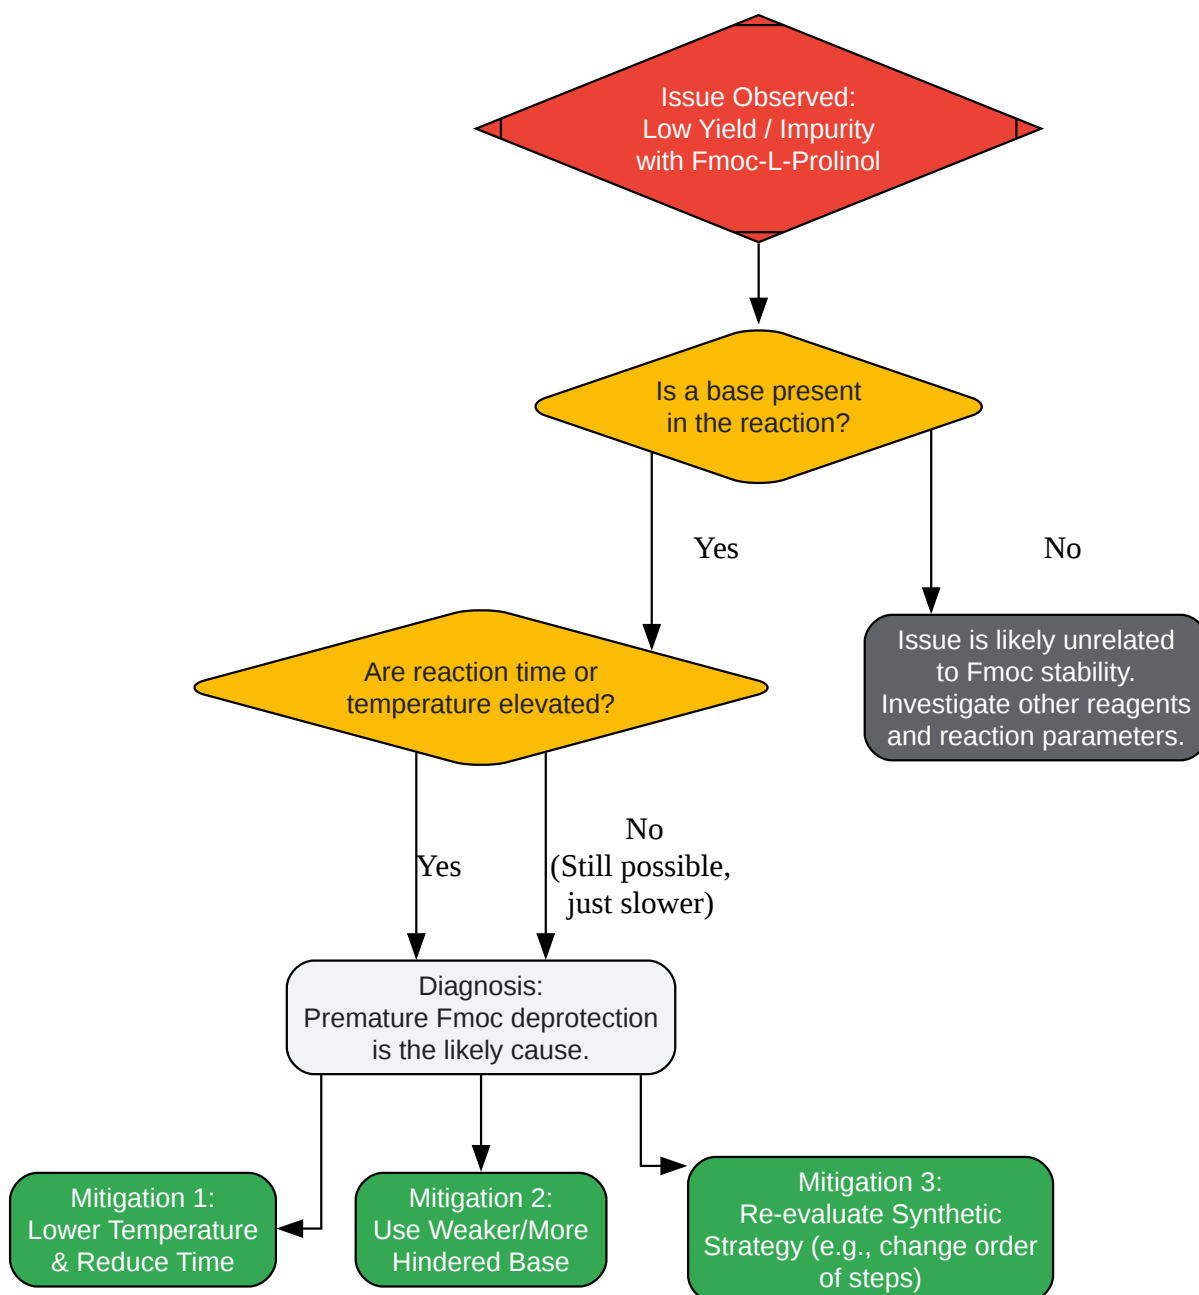 Issue Observed:
Low Yield / Impurity
with Fmoc-L-Prolinol
Is a base present
in the reaction?
Yes
No
Are reaction time or
temperature elevated?
Issue is likely unrelated
to Fmoc stability.
Investigate other reagents
and reaction parameters.
Yes
No
(Still possible,
just slower)
Diagnosis:
Premature Fmoc deprotection
is the likely cause.
Mitigation 1:
Lower Temperature
& Reduce Time
Mitigation 2:
Use Weaker/More
Hindered Base
Mitigation 3:
Re-evaluate Synthetic
Strategy (e.g., change order
of steps)